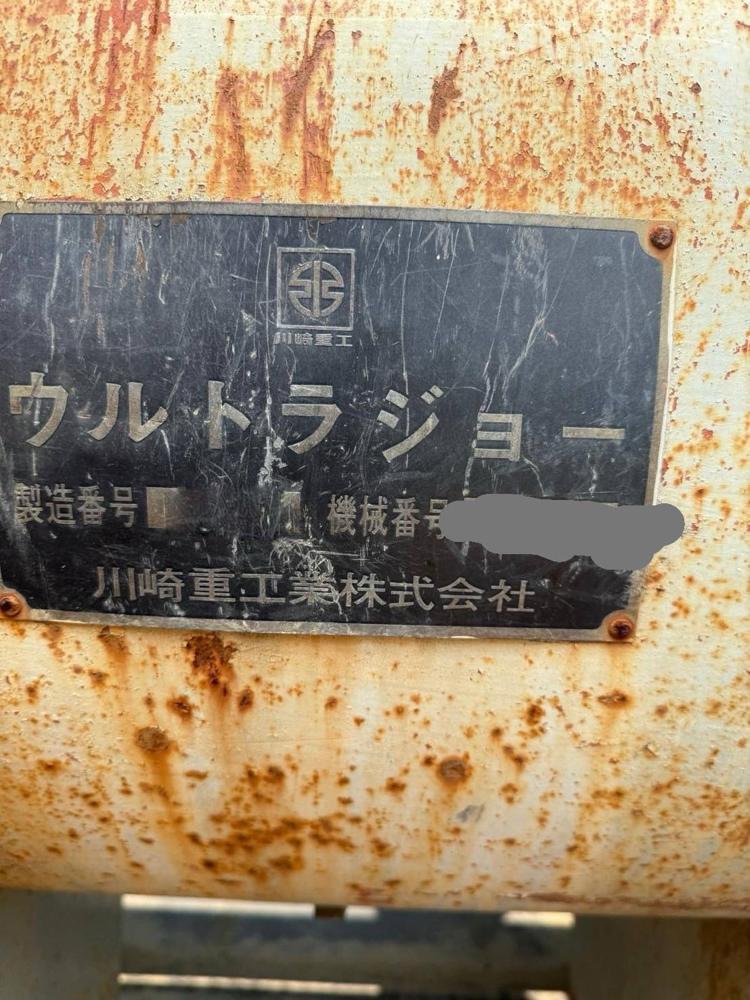 川崎重工
ウルトラジョー
製造番号 1 機械番号
川崎重工業株式会社